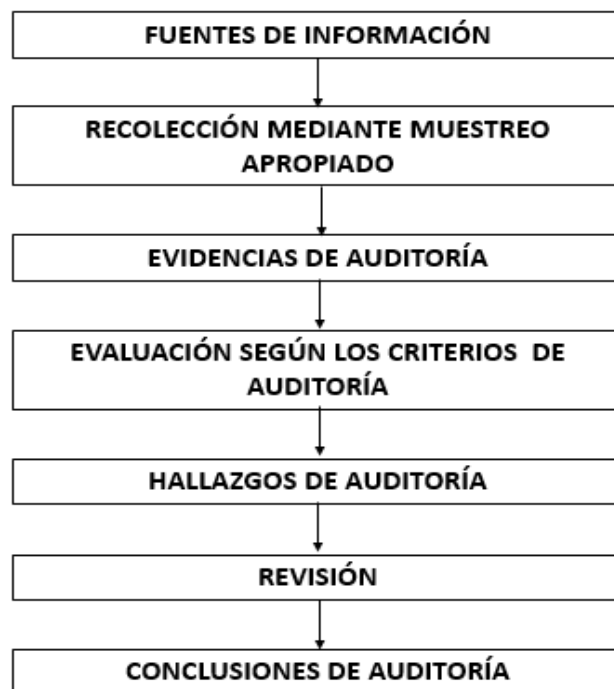 FUENTES DE INFORMACIÓN
RECOLECCIÓN MEDIANTE MUESTREO
APROPIADO
EVIDENCIAS DE AUDITORÍA
EVALUACIÓN SEGÚN LOS CRITERIOS DE
AUDITORÍA
HALLAZGOS DE AUDITORÍA
REVISIÓN
CONCLUSIONES DE AUDITORÍA